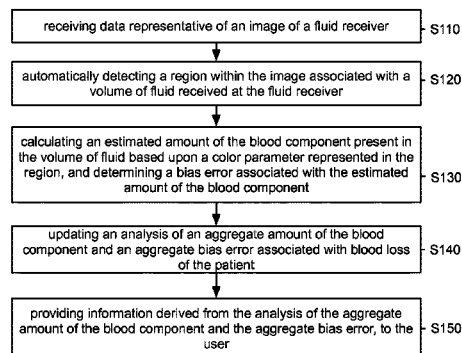 receiving data representative of an image of a fluid receiver
S110
automatically detecting a region within the image associated with a
volume of fluid received at the fluid receiver
S120
calculating an estimated amount of the blood component present in
the volume of fluid based upon a color parameter represented in the
region, and determining a bias error associated with the estimated
amount of the blood component
S130
updating an analysis of an aggregate amount of the blood
component and an aggregate bias error associated with blood loss
of the patient
S140
providing information derived from the analysis of the aggregate
amount of the blood component and the aggregate bias error, to the
user
S150